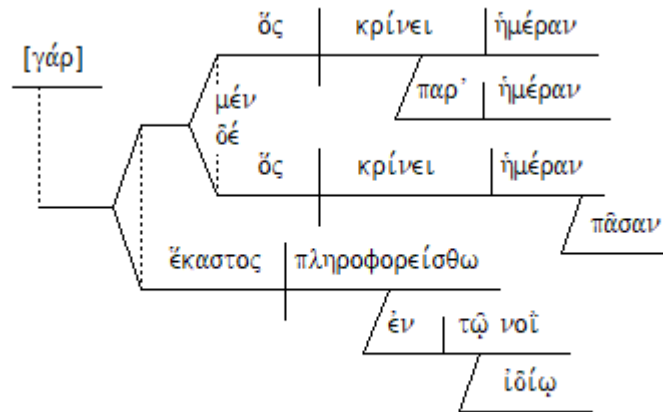 ὅς κρίνει ἡμέραν
[γάρ]
μέν παρ’ ἡμέραν
δέ
ὅς κρίνει ἡμέραν
πᾶσαν
ἕκαστος πληροφορείσθω
ἐν τῷ νοΐ
ἰδίῳ